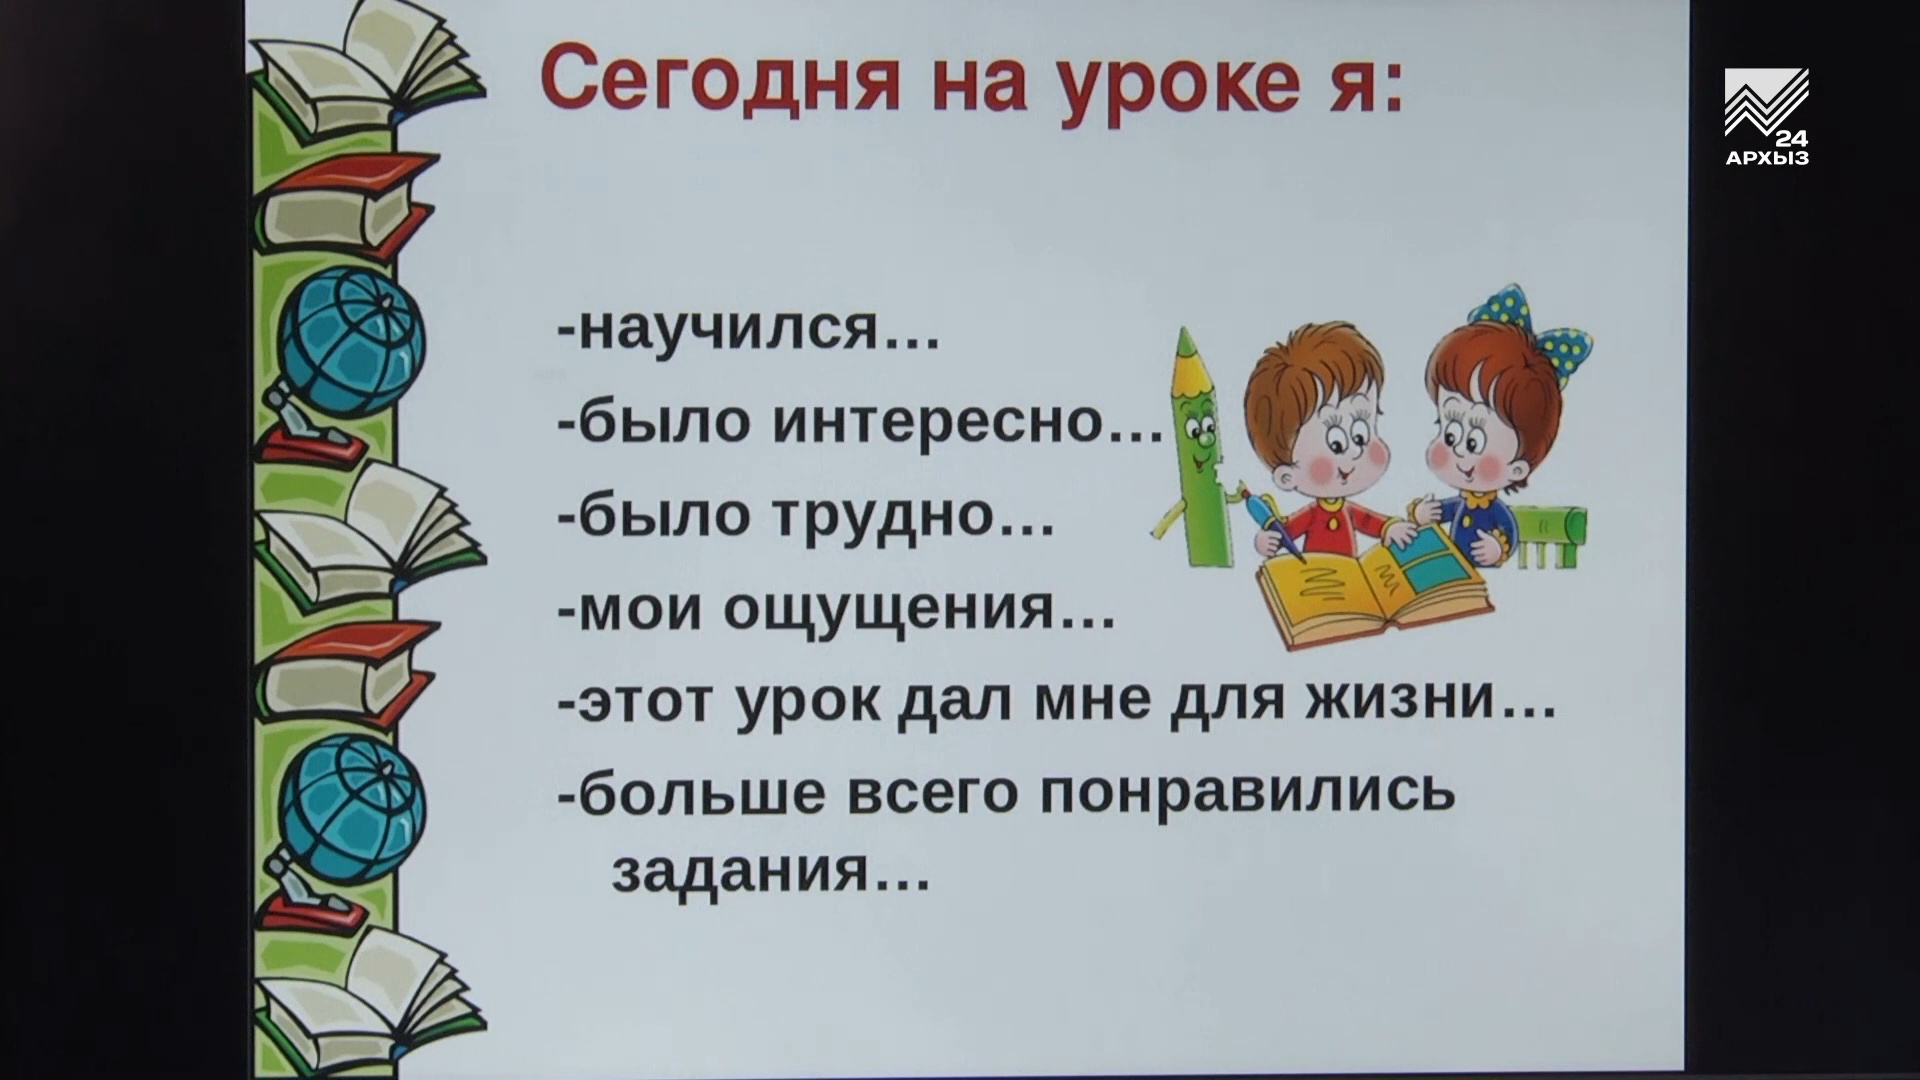 Сегодня на уроке я:
24
АРХЫЗ
-научился…
-было интересно…
-было трудно…
-мои ощущения…
-этот урок дал мне для жизни…
-больше всего понравились
задания…